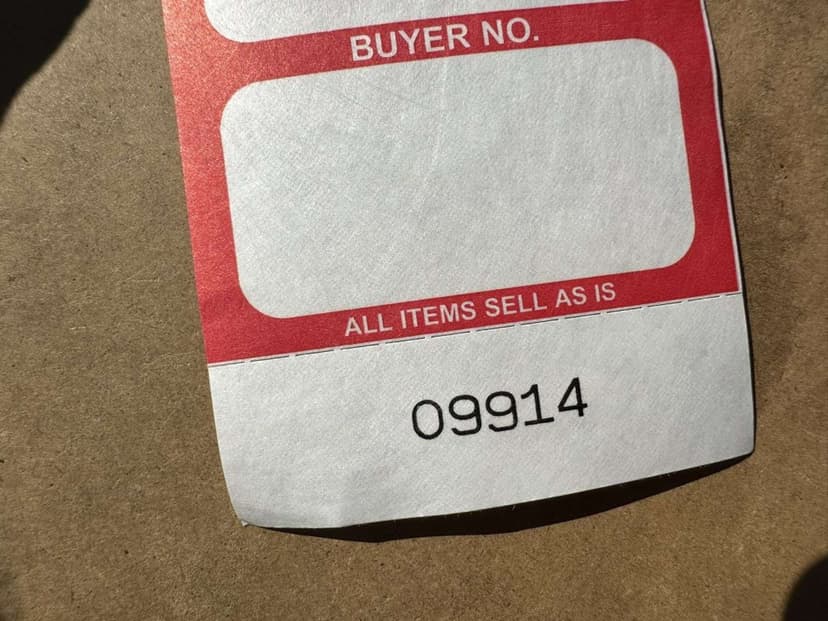 BUYER NO.
ALL ITEMS SELL AS IS
09914